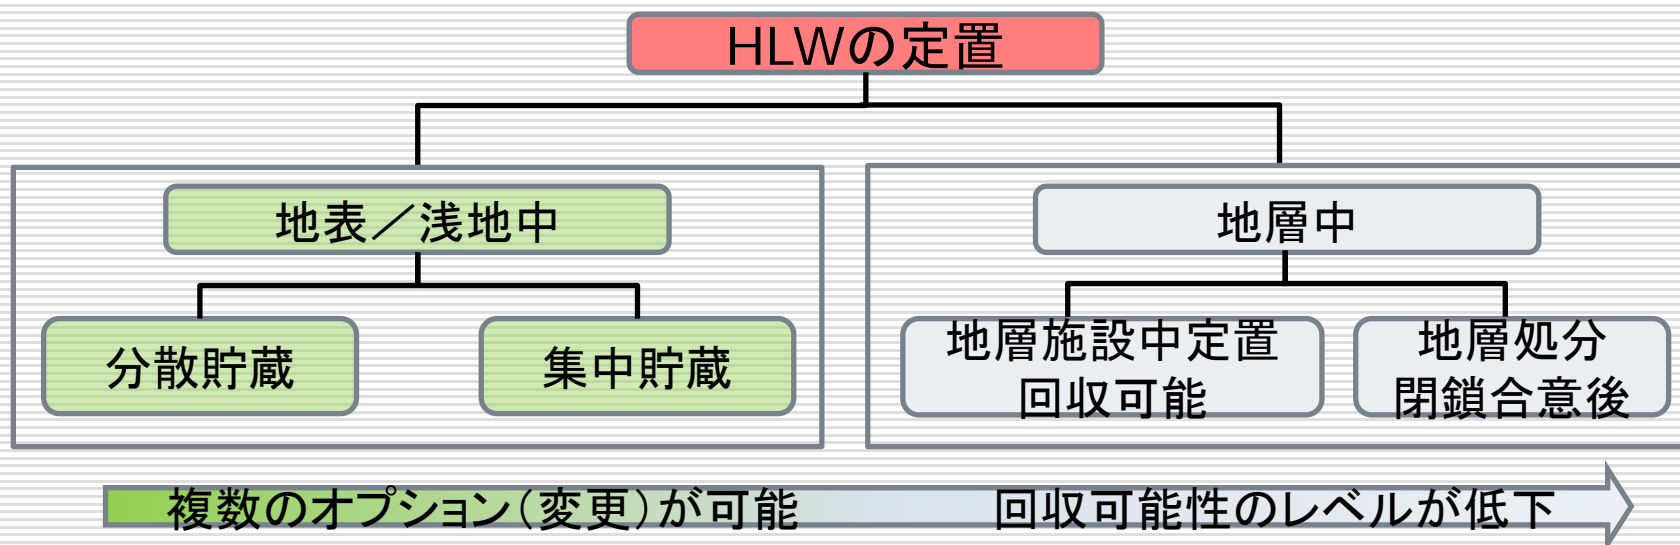 HLWの定置
地表／浅地中
地層中
分散貯蔵
集中貯蔵
地層施設中定置
回収可能
地層処分
閉鎖合意後
複数のオプション（変更）が可能
回収可能性のレベルが低下